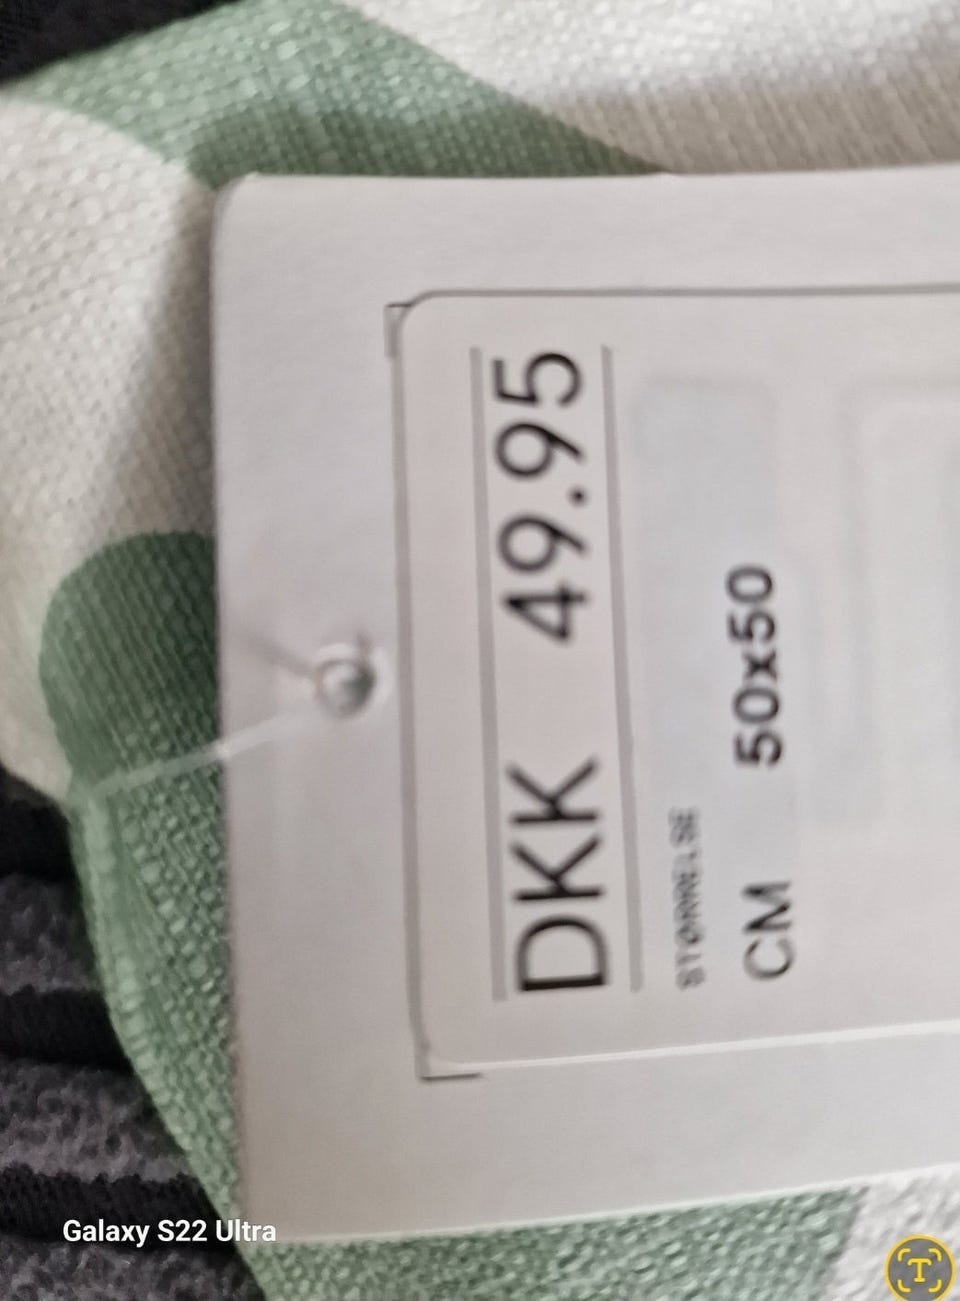 DKK 49.95
STØRRELSE
CM 50x50
Galaxy S22 Ultra
T